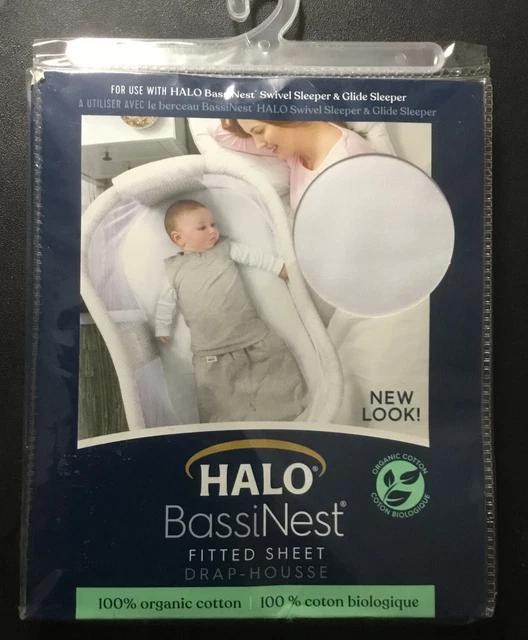 FOR USE WITH HALO BassiNest® Swivel Sleeper & Glide Sleeper
A UTILISER AVEC le berceau BassiNest® HALO Swivel Sleeper & Glide Sleeper
NEW
LOOK!
HALO®
ORGANIC COTTON
COTON BIOLOGIQUE
BassiNest®
FITTED SHEET
DRAP-HOUSSE
100% organic cotton | 100 % coton biologique